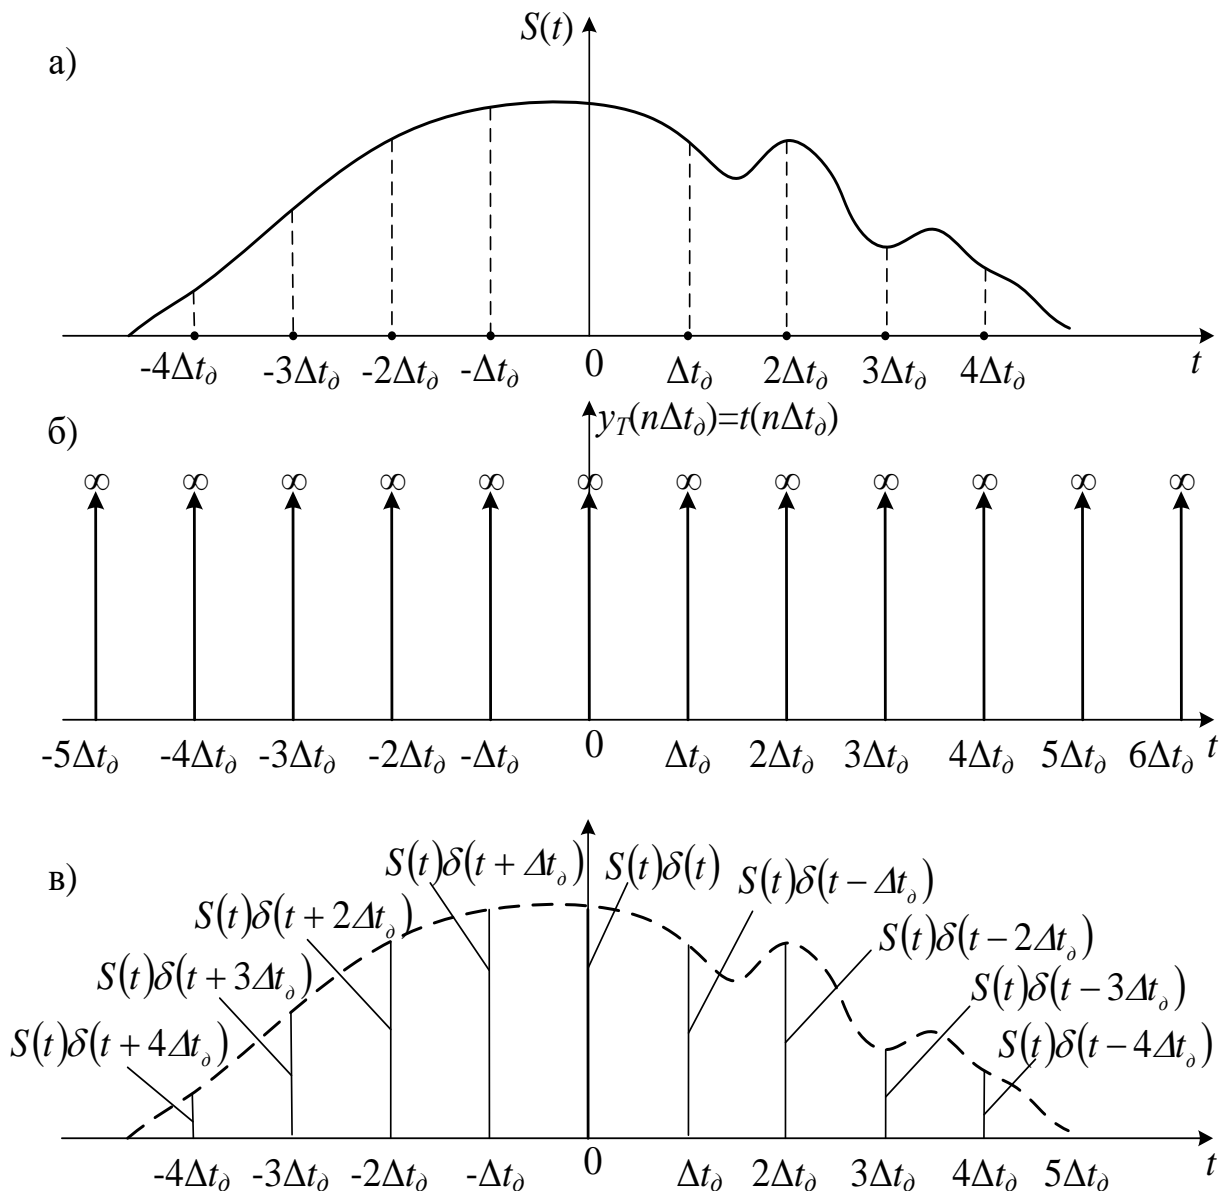 S(t)
а)
-4Δt∂ -3Δt∂ -2Δt∂ -Δt∂ 0 Δt∂ 2Δt∂ 3Δt∂ 4Δt∂ t
yT(nΔt∂)=t(nΔt∂)
б)
∞ ∞ ∞ ∞ ∞ ∞ ∞ ∞ ∞ ∞ ∞ ∞
-5Δt∂ -4Δt∂ -3Δt∂ -2Δt∂ -Δt∂ 0 Δt∂ 2Δt∂ 3Δt∂ 4Δt∂ 5Δt∂ 6Δt∂ t
в)
S(t)δ(t + Δt∂) S(t)δ(t) S(t)δ(t − Δt∂)
S(t)δ(t + 2Δt∂) S(t)δ(t − 2Δt∂)
S(t)δ(t + 3Δt∂) S(t)δ(t − 3Δt∂)
S(t)δ(t + 4Δt∂) S(t)δ(t − 4Δt∂)
-4Δt∂ -3Δt∂ -2Δt∂ -Δt∂ 0 Δt∂ 2Δt∂ 3Δt∂ 4Δt∂ 5Δt∂ t